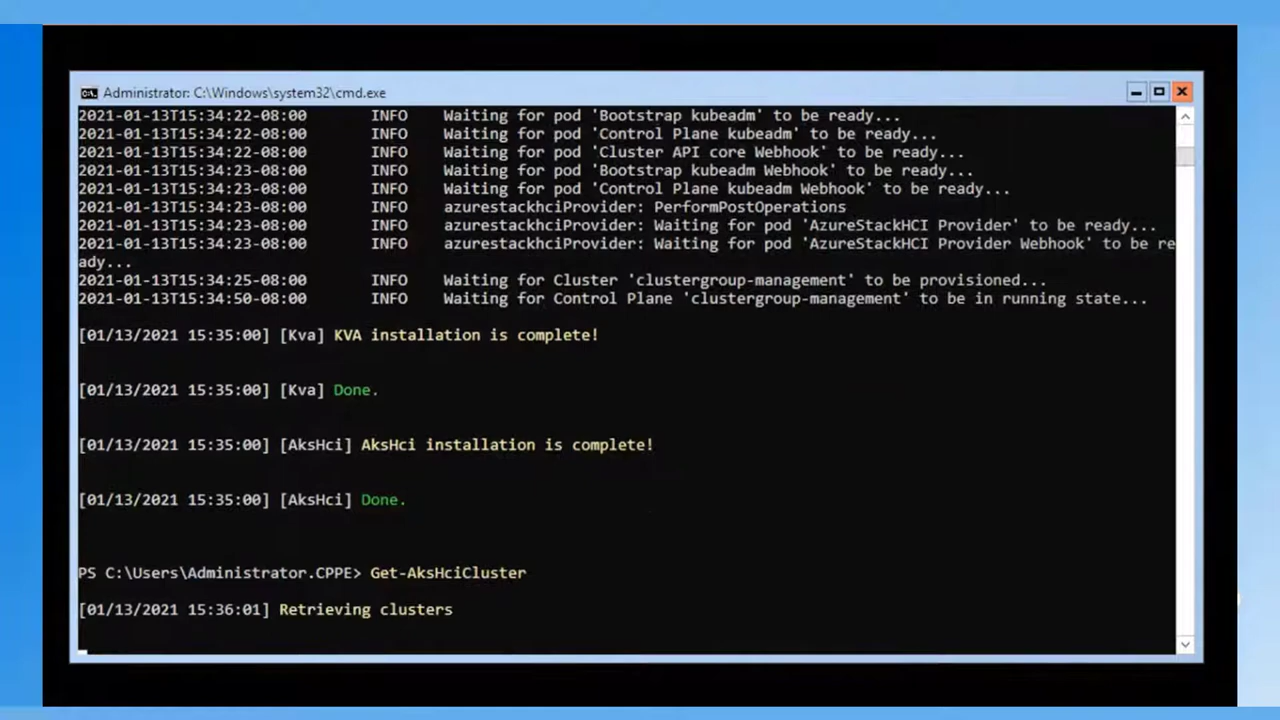 Administrator: C:\Windows\system32\cmd.exe
2021-01-13T15:34:22-08:00 INFO Waiting for pod 'Bootstrap kubeadm' to be ready...
2021-01-13T15:34:22-08:00 INFO Waiting for pod 'Control Plane kubeadm' to be ready...
2021-01-13T15:34:22-08:00 INFO Waiting for pod 'Cluster API core Webhook' to be ready...
2021-01-13T15:34:23-08:00 INFO Waiting for pod 'Bootstrap kubeadm Webhook' to be ready...
2021-01-13T15:34:23-08:00 INFO Waiting for pod 'Control Plane kubeadm Webhook' to be ready...
2021-01-13T15:34:23-08:00 INFO azurestackhciProvider: PerformPostOperations
2021-01-13T15:34:23-08:00 INFO azurestackhciProvider: Waiting for pod 'AzureStackHCI Provider' to be ready...
2021-01-13T15:34:23-08:00 INFO azurestackhciProvider: Waiting for pod 'AzureStackHCI Provider Webhook' to be re
ady...
2021-01-13T15:34:25-08:00 INFO Waiting for Cluster 'clustergroup-management' to be provisioned...
2021-01-13T15:34:50-08:00 INFO Waiting for Control Plane 'clustergroup-management' to be in running state...
[01/13/2021 15:35:00] [Kva] KVA installation is complete!
[01/13/2021 15:35:00] [Kva] Done.
[01/13/2021 15:35:00] [AksHci] AksHci installation is complete!
[01/13/2021 15:35:00] [AksHci] Done.
PS C:\Users\Administrator.CPPE> Get-AksHciCluster
[01/13/2021 15:36:01] Retrieving clusters